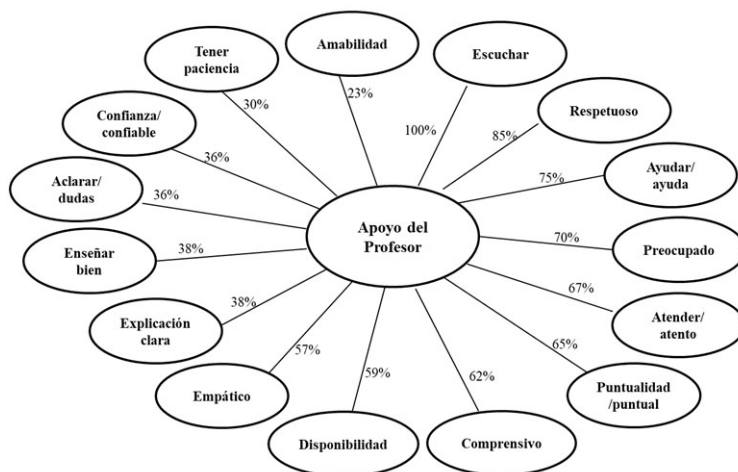 Amabilidad
23%
Escuchar
100%
Respetuoso
85%
Ayudar/
ayuda
75%
Preocupado
70%
Atender/
atento
67%
Puntualidad
/puntual
65%
Comprensivo
62%
Disponibilidad
59%
Empático
57%
Explicación
clara
38%
Enseñar
bien
38%
Aclarar/
dudas
36%
Confianza/
confiable
36%
Tener
paciencia
30%
Apoyo del
Profesor